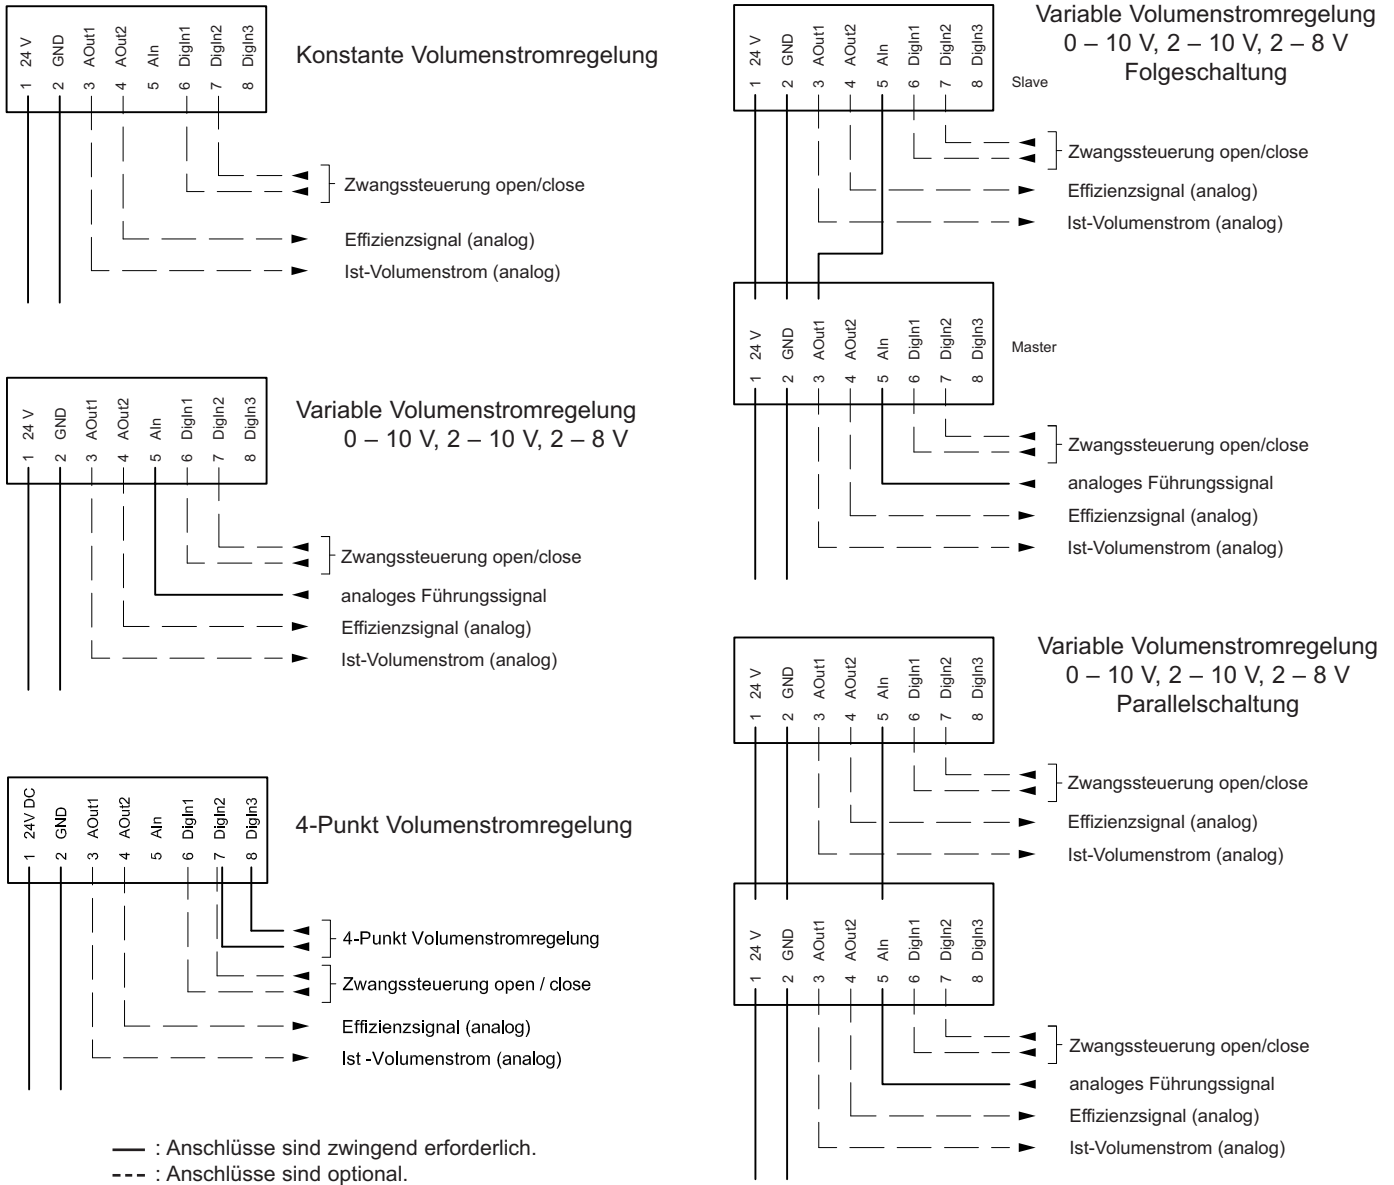 1 24 V
2 GND
3 AOut1
4 AOut2
5 AIn
6 DigIn1
7 DigIn2
8 DigIn3
Konstante Volumenstromregelung
Zwangssteuerung open/close
Effizienzsignal (analog)
Ist-Volumenstrom (analog)
1 24 V
2 GND
3 AOut1
4 AOut2
5 AIn
6 DigIn1
7 DigIn2
8 DigIn3
Variable Volumenstromregelung
0 – 10 V, 2 – 10 V, 2 – 8 V
Zwangssteuerung open/close
analoges Führungssignal
Effizienzsignal (analog)
Ist-Volumenstrom (analog)
1 24V DC
2 GND
3 AOut1
4 AOut2
5 AIn
6 DigIn1
7 DigIn2
8 DigIn3
4-Punkt Volumenstromregelung
4-Punkt Volumenstromregelung
Zwangssteuerung open / close
Effizienzsignal (analog)
Ist -Volumenstrom (analog)
: Anschlüsse sind zwingend erforderlich.
: Anschlüsse sind optional.
1 24 V
2 GND
3 AOut1
4 AOut2
5 AIn
6 DigIn1
7 DigIn2
8 DigIn3
Variable Volumenstromregelung
0 – 10 V, 2 – 10 V, 2 – 8 V
Folgeschaltung
Slave
Zwangssteuerung open/close
Effizienzsignal (analog)
Ist-Volumenstrom (analog)
1 24 V
2 GND
3 AOut1
4 AOut2
5 AIn
6 DigIn1
7 DigIn2
8 DigIn3
Master
Zwangssteuerung open/close
analoges Führungssignal
Effizienzsignal (analog)
Ist-Volumenstrom (analog)
1 24 V
2 GND
3 AOut1
4 AOut2
5 AIn
6 DigIn1
7 DigIn2
8 DigIn3
Variable Volumenstromregelung
0 – 10 V, 2 – 10 V, 2 – 8 V
Parallelschaltung
Zwangssteuerung open/close
Effizienzsignal (analog)
Ist-Volumenstrom (analog)
1 24 V
2 GND
3 AOut1
4 AOut2
5 AIn
6 DigIn1
7 DigIn2
8 DigIn3
Zwangssteuerung open/close
analoges Führungssignal
Effizienzsignal (analog)
Ist-Volumenstrom (analog)